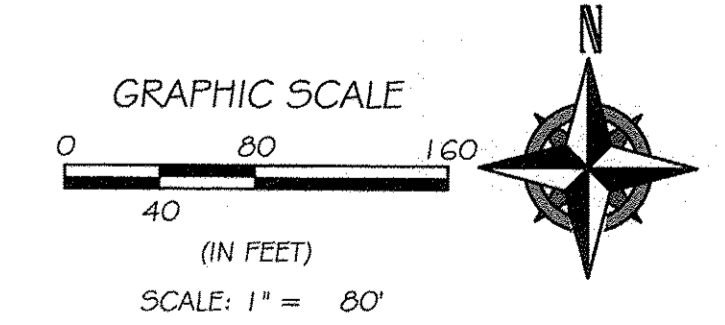 N
GRAPHIC SCALE
0 80 160
40
(IN FEET)
SCALE: 1" = 80'